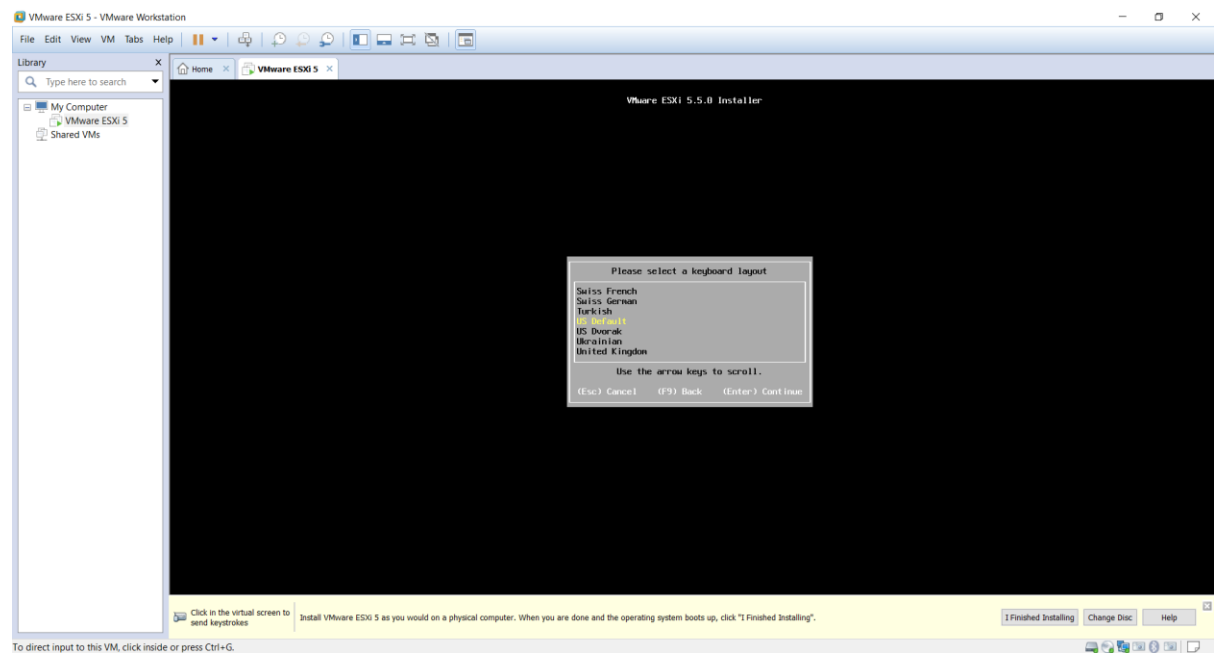 VMware ESXi 5 - VMware Workstation
File Edit View VM Tabs Help
Library X
Type here to search
My Computer
VMware ESXi 5
Shared VMs
Home VMware ESXi 5
VMware ESXi 5.5.0 Installer
Please select a keyboard layout
Swiss French
Swiss German
Turkish
US Default
US Dvorak
Ukrainian
United Kingdom
Use the arrow keys to scroll.
(Esc) Cancel (F9) Back (Enter) Continue
Click in the virtual screen to
send keystrokes
Install VMware ESXi 5 as you would on a physical computer. When you are done and the operating system boots up, click "I Finished Installing".
I Finished Installing Change Disc Help
To direct input to this VM, click inside or press Ctrl+G.